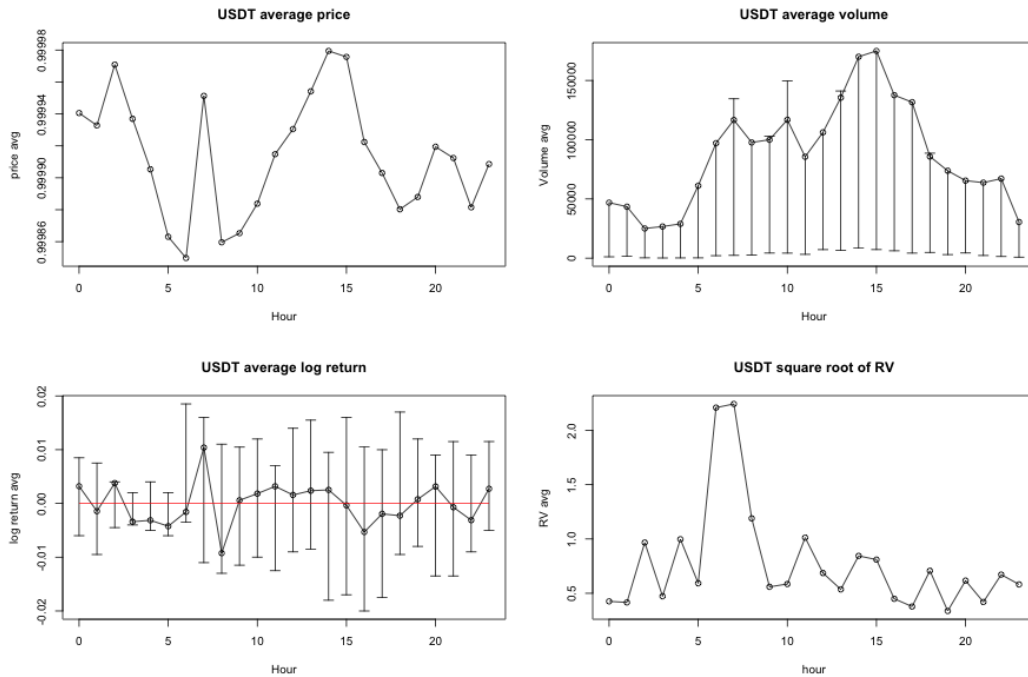 USDT average price
price avg
0.99998
0.99994
0.99990
0.99986
0 5 10 15 20
Hour
USDT average volume
Volume avg
150000
100000
50000
0
0 5 10 15 20
Hour
USDT average log return
log return avg
0.02
0.01
0.00
-0.01
-0.02
0 5 10 15 20
Hour
USDT square root of RV
RV avg
2.0
1.5
1.0
0.5
0 5 10 15 20
hour